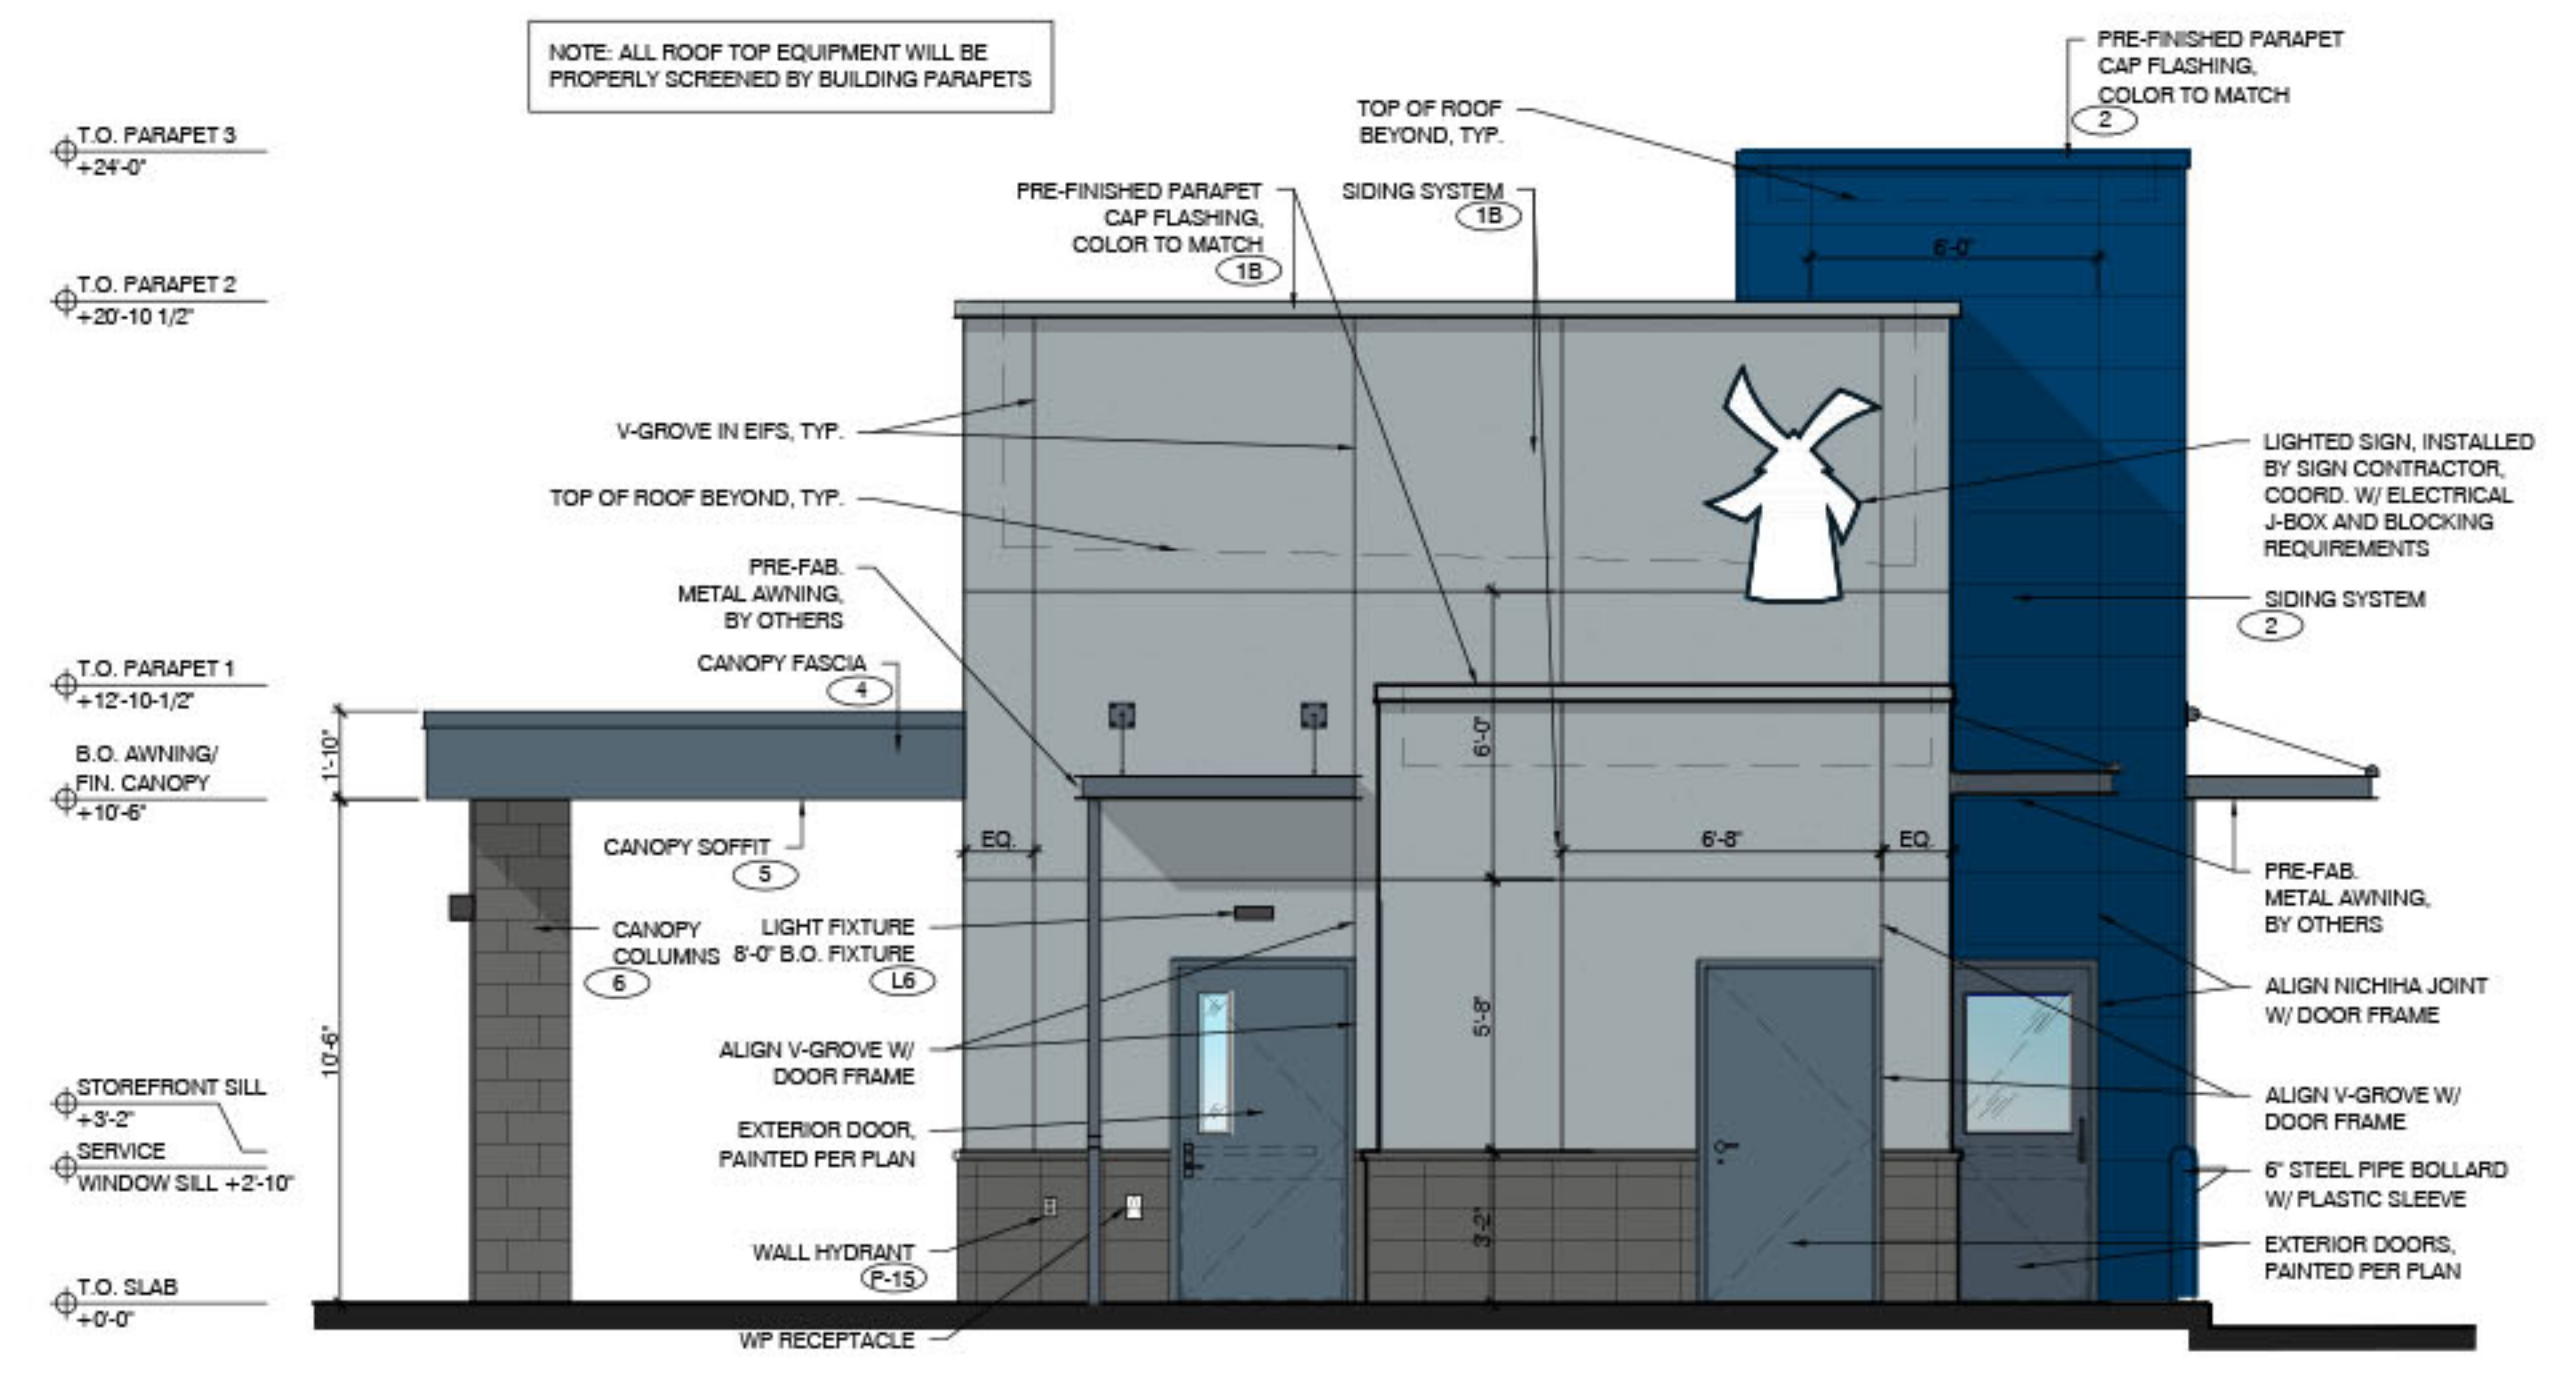 NOTE: ALL ROOF TOP EQUIPMENT WILL BE
PROPERLY SCREENED BY BUILDING PARAPETS
T.O. PARAPET 3
+24'-0"
T.O. PARAPET 2
+20'-10 1/2"
T.O. PARAPET 1
+12'-10-1/2"
B.O. AWNING/
FIN. CANOPY
+10'-6"
STOREFRONT SILL
+3'-2"
SERVICE
WINDOW SILL +2'-10"
T.O. SLAB
+0'-0"
1'-10"
10'-6"
PRE-FINISHED PARAPET
CAP FLASHING,
COLOR TO MATCH
1B
SIDING SYSTEM
1B
TOP OF ROOF
BEYOND, TYP.
PRE-FINISHED PARAPET
CAP FLASHING,
COLOR TO MATCH
2
6'-0"
V-GROVE IN EIFS, TYP.
TOP OF ROOF BEYOND, TYP.
PRE-FAB.
METAL AWNING,
BY OTHERS
CANOPY FASCIA
4
CANOPY SOFFIT
5
CANOPY
COLUMNS
6
LIGHT FIXTURE
8'-0" B.O. FIXTURE
L6
ALIGN V-GROVE W/
DOOR FRAME
EXTERIOR DOOR,
PAINTED PER PLAN
WALL HYDRANT
P-15
WP RECEPTACLE
EQ.
6'-0"
5'-8"
3'-2"
6'-8"
EQ.
LIGHTED SIGN, INSTALLED
BY SIGN CONTRACTOR,
COORD. W/ ELECTRICAL
J-BOX AND BLOCKING
REQUIREMENTS
SIDING SYSTEM
2
PRE-FAB.
METAL AWNING,
BY OTHERS
ALIGN NICHIHA JOINT
W/ DOOR FRAME
ALIGN V-GROVE W/
DOOR FRAME
6" STEEL PIPE BOLLARD
W/ PLASTIC SLEEVE
EXTERIOR DOORS,
PAINTED PER PLAN